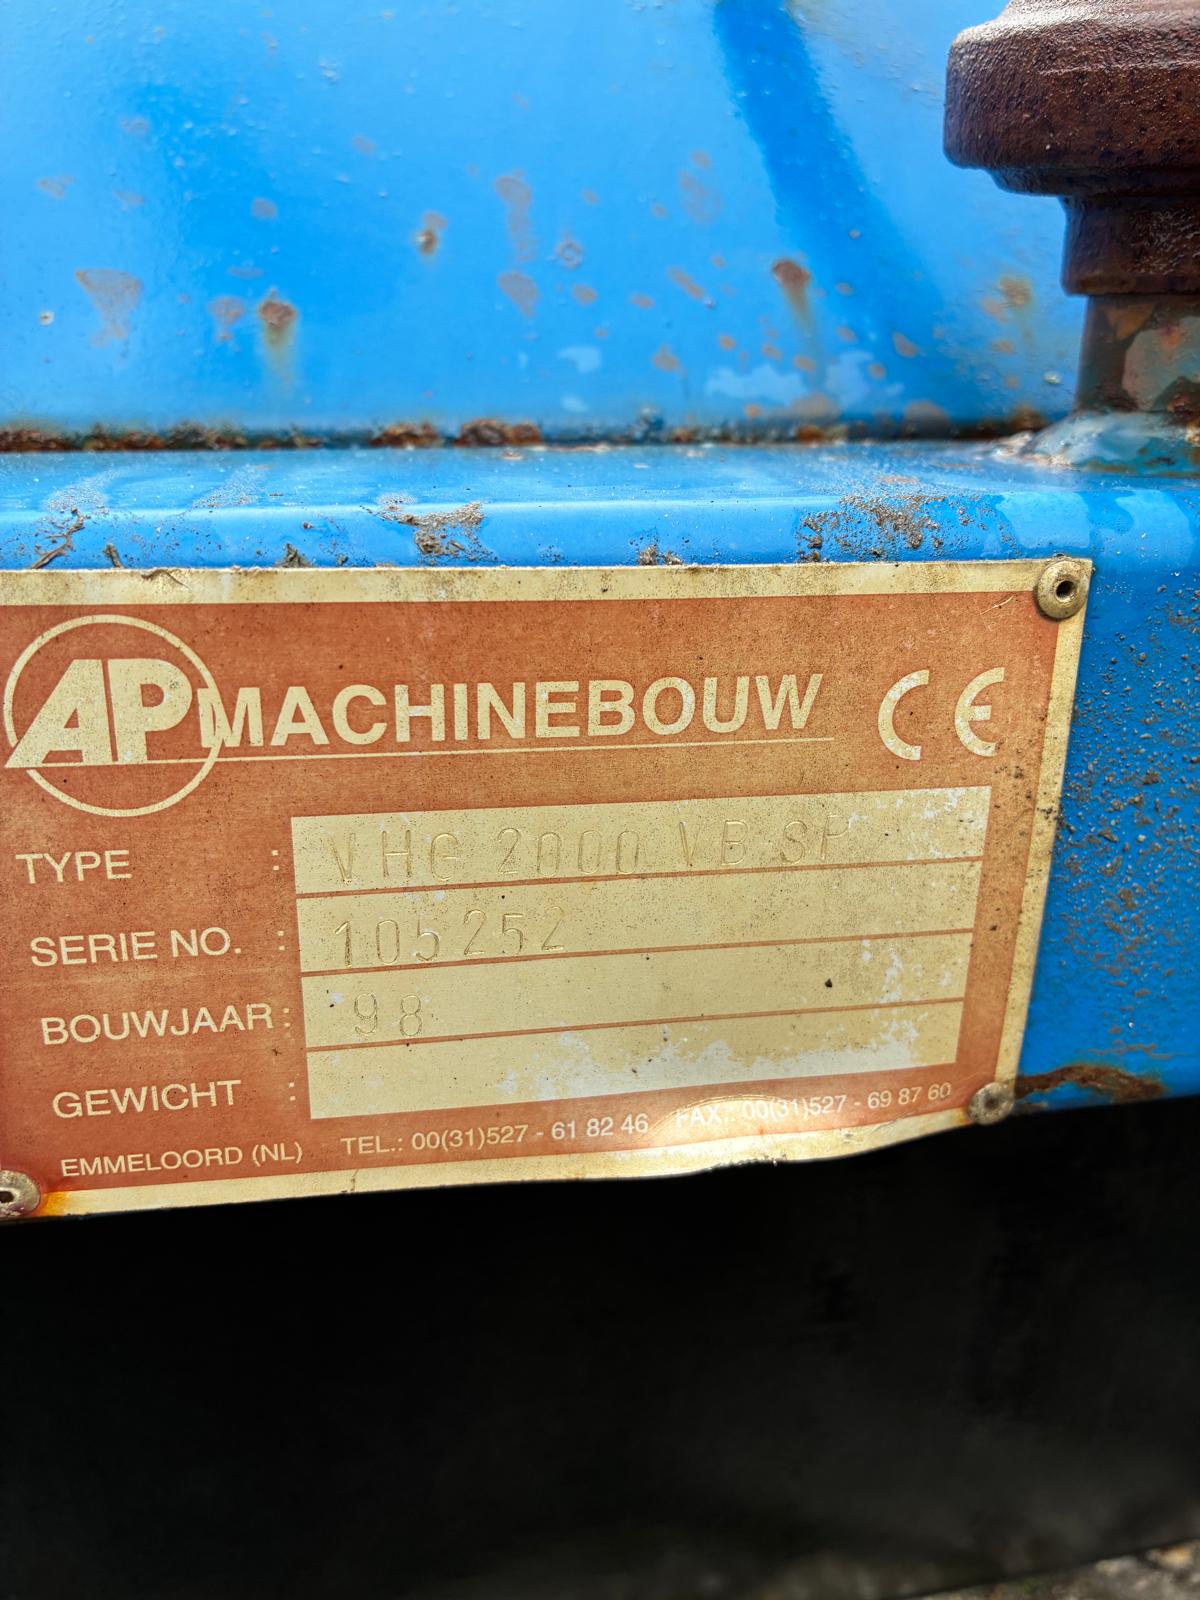 AP MACHINEBOUW CE
TYPE : VHG 2000 VB SP
SERIE NO. : 105252
BOUWJAAR : 98
GEWICHT :
EMMELOORD (NL) TEL.: 00(31)527 - 61 82 46 FAX.: 00(31)527 - 69 87 60